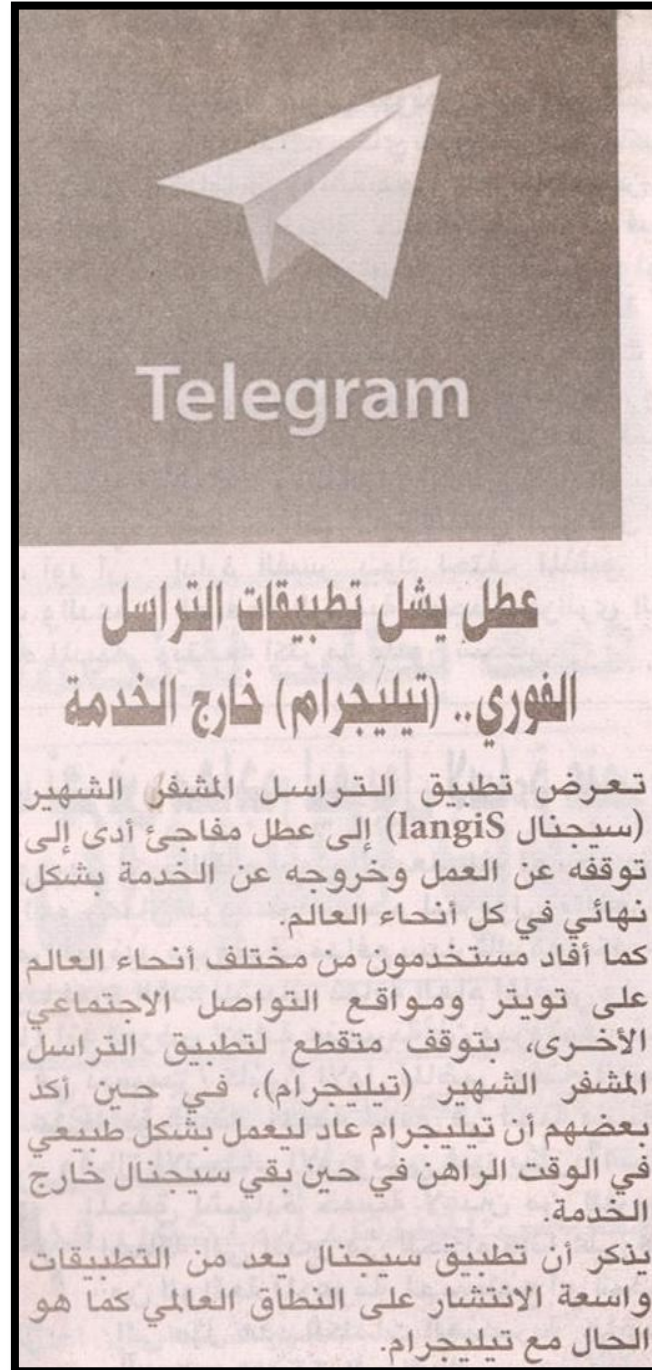 Telegram
عطل يشل تطبيقات التراسل
الفوري.. (تيليجرام) خارج الخدمة
تعرض تطبيق التراسل المشفر الشهير
(سيجنال langiS) إلى عطل مفاجئ أدى إلى
توقفه عن العمل وخروجه عن الخدمة بشكل
نهائي في كل أنحاء العالم.
كما أفاد مستخدمون من مختلف أنحاء العالم
على تويتر ومواقع التواصل الاجتماعي
الأخرى، بتوقف متقطع لتطبيق التراسل
المشفر الشهير (تيليجرام)، في حين أكد
بعضهم أن تيليجرام عاد ليعمل بشكل طبيعي
في الوقت الراهن في حين بقي سيجنال خارج
الخدمة.
يذكر أن تطبيق سيجنال يعد من التطبيقات
واسعة الانتشار على النطاق العالمي كما هو
الحال مع تيليجرام.